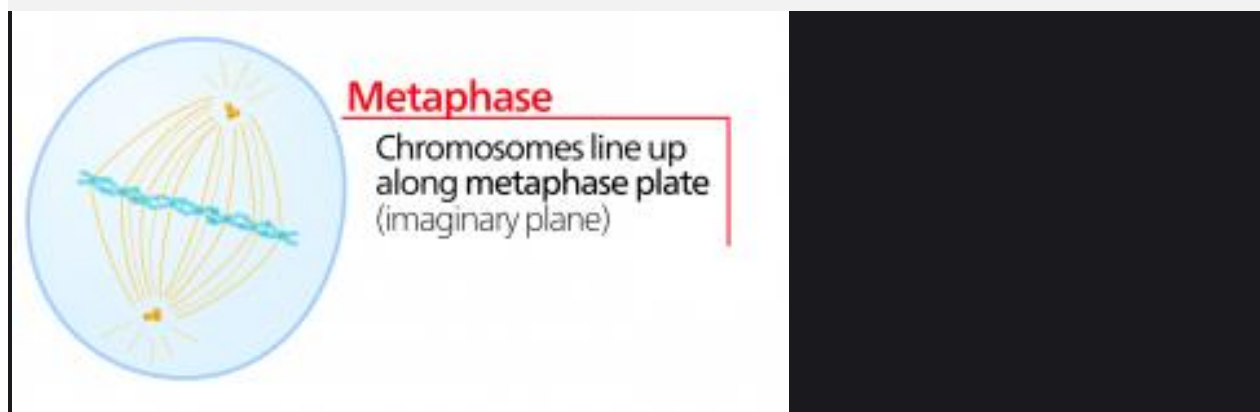 Metaphase
Chromosomes line up
along metaphase plate
(imaginary plane)